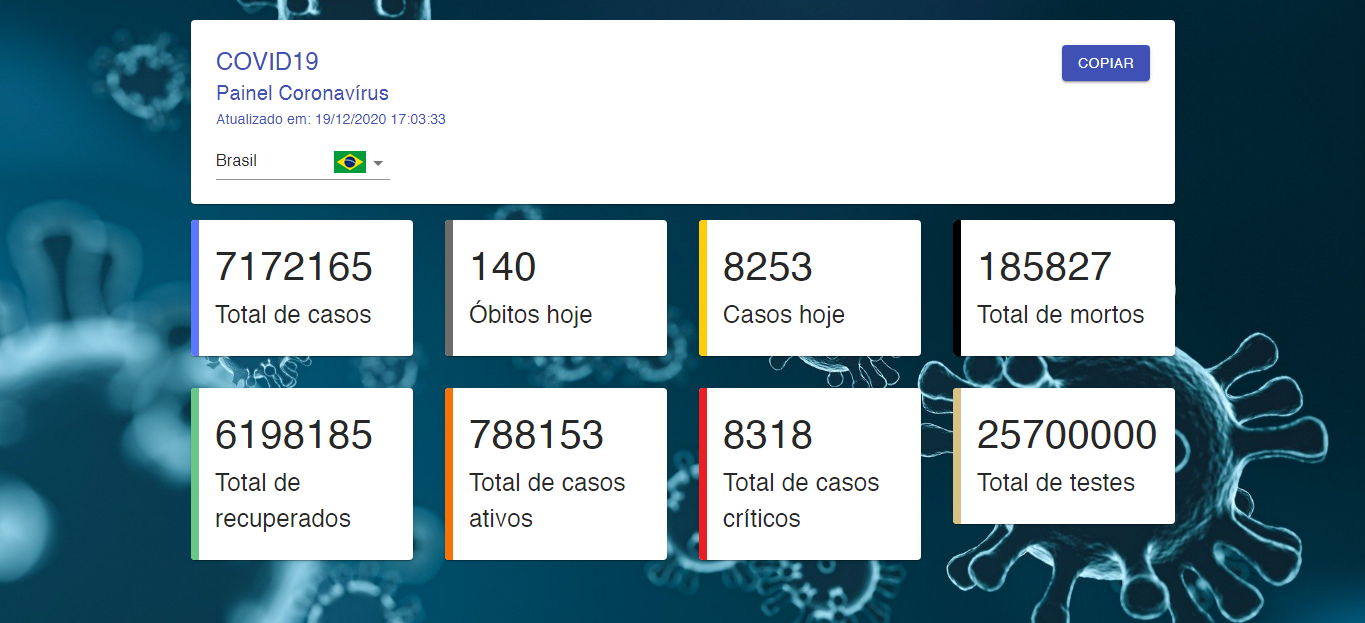 COVID19
COPIAR
Painel Coronavírus
Atualizado em: 19/12/2020 17:03:33
Brasil
7172165
Total de casos
140
Óbitos hoje
8253
Casos hoje
185827
Total de mortos
6198185
Total de
recuperados
788153
Total de casos
ativos
8318
Total de casos
críticos
25700000
Total de testes